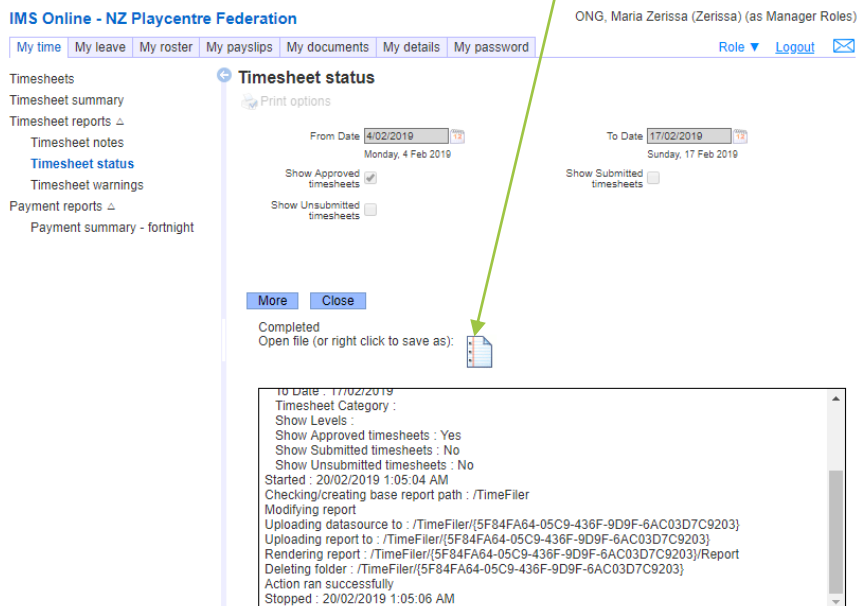 IMS Online - NZ Playcentre Federation
ONG, Maria Zerissa (Zerissa) (as Manager Roles)
My time My leave My roster My payslips My documents My details My password
Role ▼ Logout
Timesheets
Timesheet summary
Timesheet reports △
Timesheet notes
Timesheet status
Timesheet warnings
Payment reports △
Payment summary - fortnight
Timesheet status
Print options
From Date 4/02/2019 12
Monday, 4 Feb 2019
To Date 17/02/2019 12
Sunday, 17 Feb 2019
Show Approved
timesheets
Show Submitted
timesheets
Show Unsubmitted
timesheets
More Close
Completed
Open file (or right click to save as):
To Date : 17/02/2019
Timesheet Category :
Show Levels :
Show Approved timesheets : Yes
Show Submitted timesheets : No
Show Unsubmitted timesheets : No
Started : 20/02/2019 1:05:04 AM
Checking/creating base report path : /TimeFiler
Modifying report
Uploading datasource to : /TimeFiler/{5F84FA64-05C9-436F-9D9F-6AC03D7C9203}
Uploading report to : /TimeFiler/{5F84FA64-05C9-436F-9D9F-6AC03D7C9203}
Rendering report : /TimeFiler/{5F84FA64-05C9-436F-9D9F-6AC03D7C9203}/Report
Deleting folder : /TimeFiler/{5F84FA64-05C9-436F-9D9F-6AC03D7C9203}
Action ran successfully
Stopped : 20/02/2019 1:05:06 AM